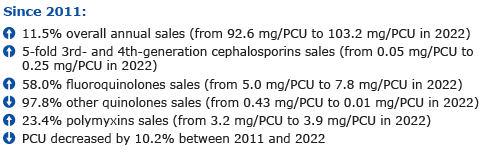 Since 2011:
11.5% overall annual sales (from 92.6 mg/PCU to 103.2 mg/PCU in 2022)
5-fold 3rd- and 4th-generation cephalosporins sales (from 0.05 mg/PCU to
0.25 mg/PCU in 2022)
58.0% fluoroquinolones sales (from 5.0 mg/PCU to 7.8 mg/PCU in 2022)
97.8% other quinolones sales (from 0.43 mg/PCU to 0.01 mg/PCU in 2022)
23.4% polymyxins sales (from 3.2 mg/PCU to 3.9 mg/PCU in 2022)
PCU decreased by 10.2% between 2011 and 2022